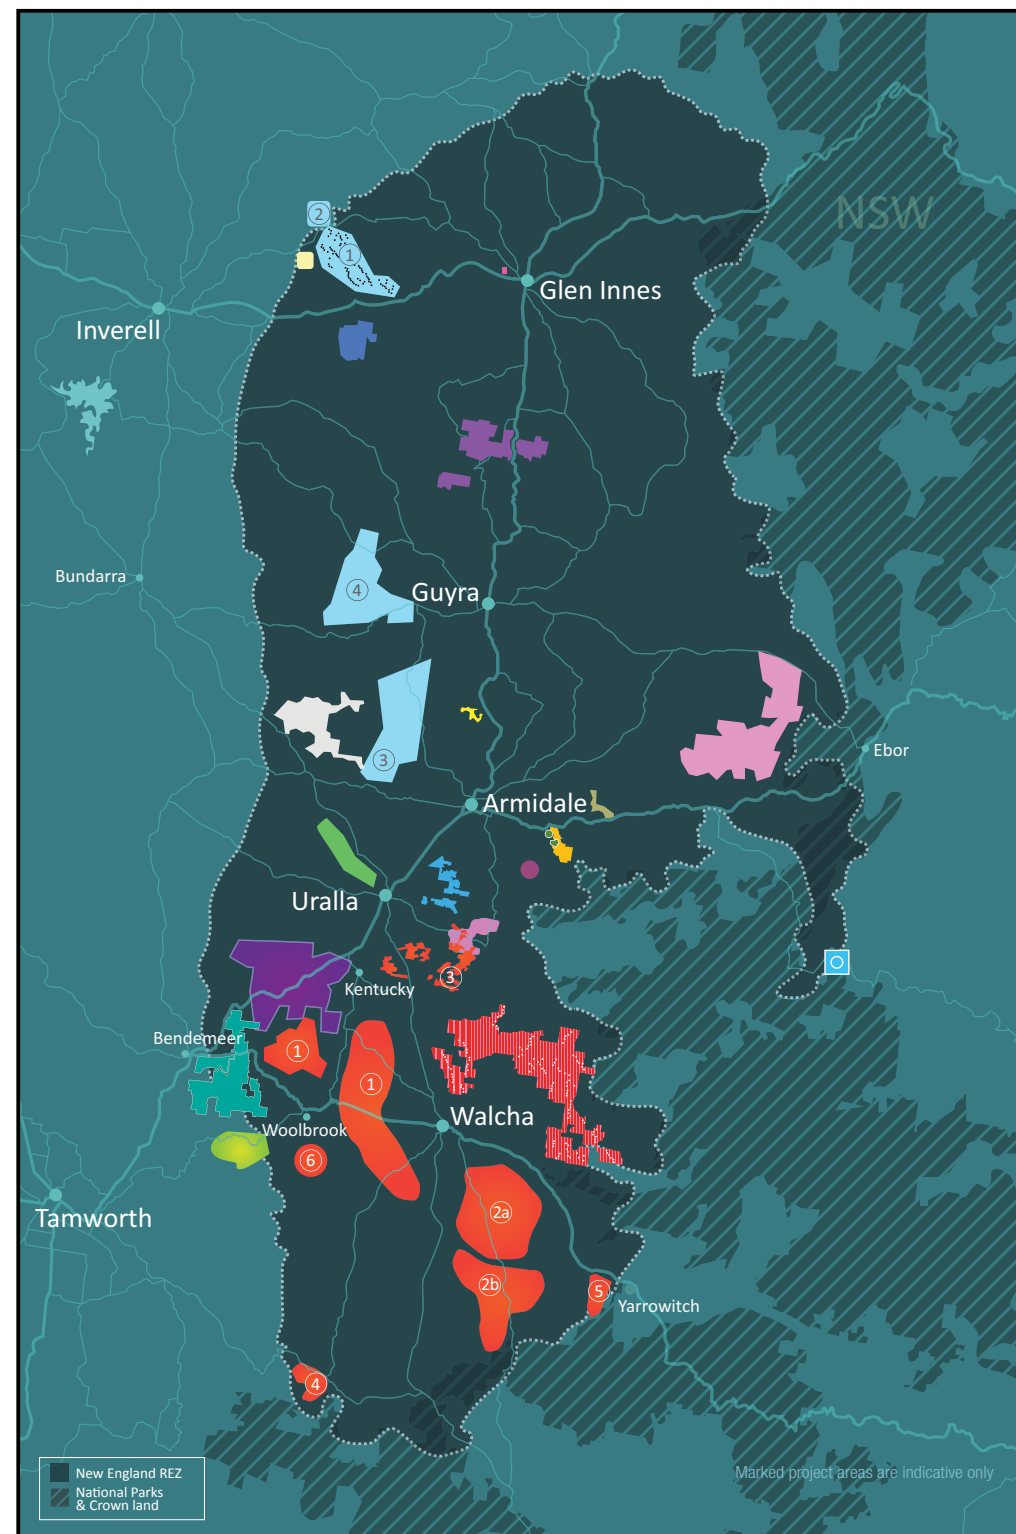 NSW
2
1
Glen Innes
Inverell
Bundarra
4
Guyra
3
Ebor
Armidale
Uralla
Kentucky
3
Bendemeer
1
1
Woolbrook
Walcha
6
Tamworth
2a
2b
5
Yarrowitch
4
New England REZ
National Parks
& Crown land
Marked project areas are indicative only